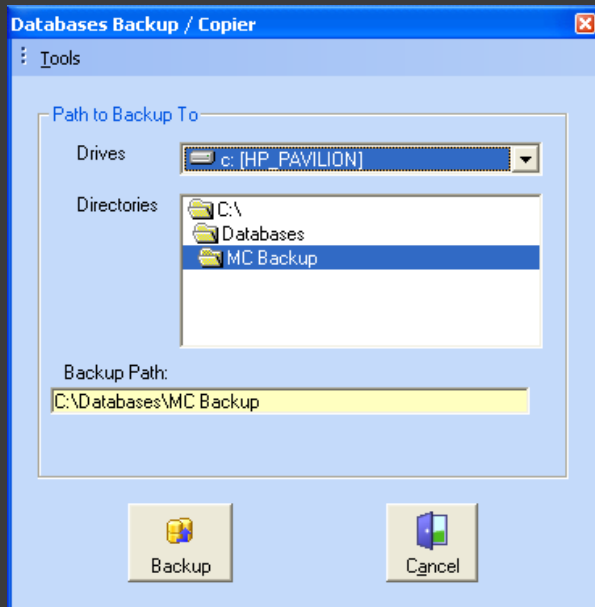 Databases Backup / Copier
Tools
Path to Backup To
Drives
c: [HP_PAVILION]
Directories
C:\
Databases
MC Backup
Backup Path:
C:\Databases\MC Backup
Backup
Cancel